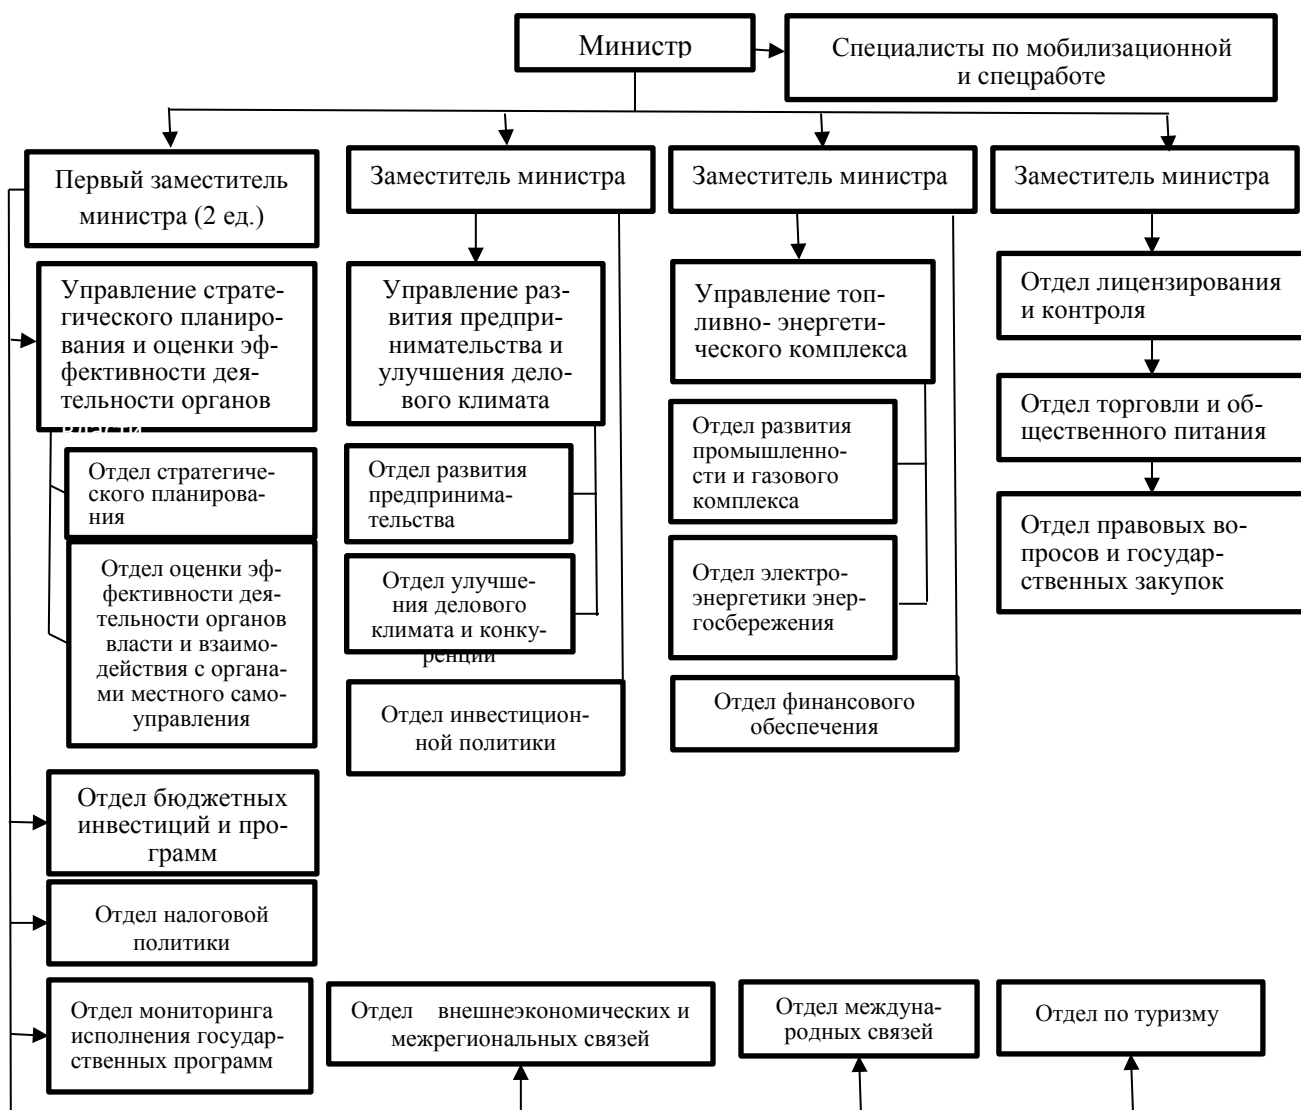 Министр
Специалисты по мобилизационной
и спецработе
Первый заместитель
министра (2 ед.)
Заместитель министра
Заместитель министра
Заместитель министра
Управление страте-
гического планиро-
вания и оценки эф-
фективности дея-
тельности органов
власти
Отдел стратегиче-
ского планирова-
ния
Отдел оценки эф-
фективности дея-
тельности органов
власти и взаимо-
действия с органа-
ми местного само-
управления
Отдел бюджетных
инвестиций и про-
грамм
Отдел налоговой
политики
Отдел мониторинга
исполнения государ-
ственных программ
Управление раз-
вития предпри-
нимательства и
улучшения дело-
вого климата
Отдел развития
предпринима-
тельства
Отдел улучше-
ния делового
климата и конку-
ренции
Отдел инвестицион-
ной политики
Управление топ-
ливно- энергети-
ческого комплекса
Отдел развития
промышленно-
сти и газового
комплекса
Отдел электро-
энергетики энер-
госбережения
Отдел финансового
обеспечения
Отдел лицензирования
и контроля
Отдел торговли и об-
щественного питания
Отдел правовых во-
просов и государ-
ственных закупок
Отдел внешнеэкономических и
межрегиональных связей
Отдел междуна-
родных связей
Отдел по туризму